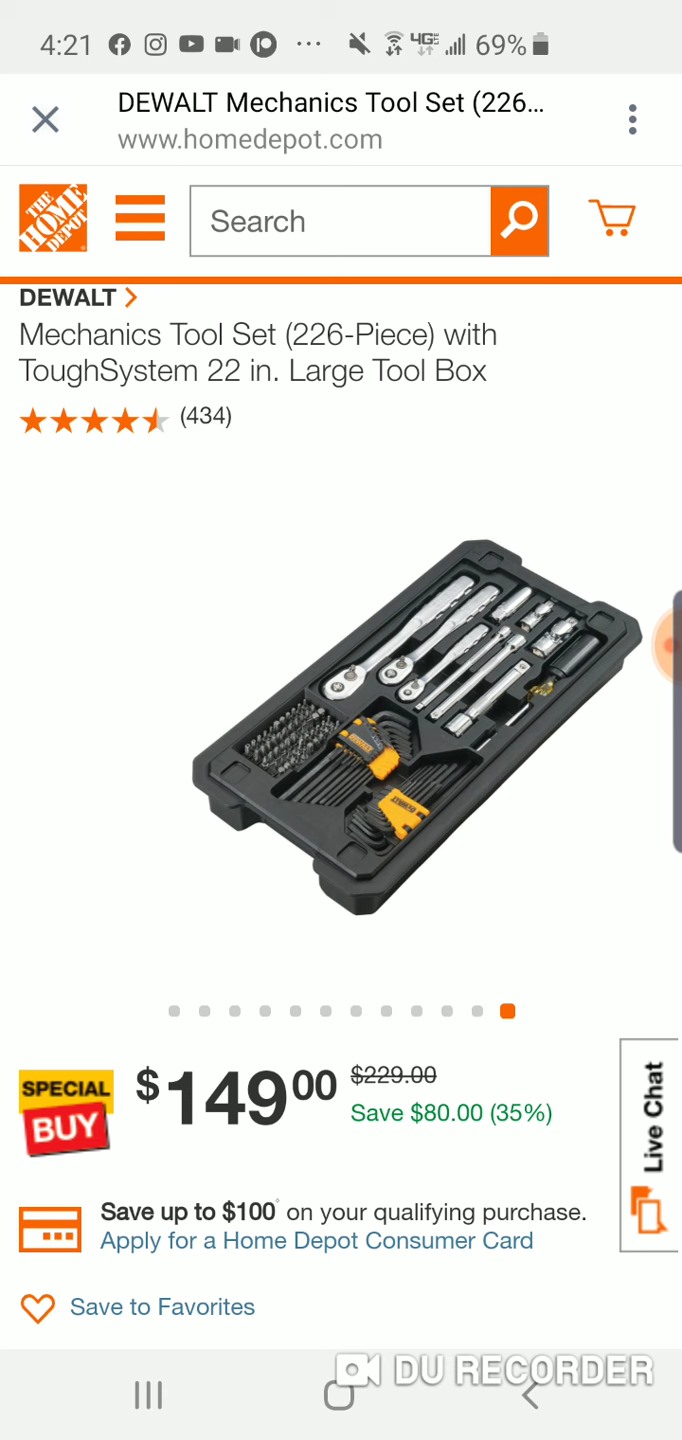 4:21 ... 4GE 69%
DEWALT Mechanics Tool Set (226...
www.homedepot.com
THE HOME DEPOT
Search
DEWALT >
Mechanics Tool Set (226-Piece) with
ToughSystem 22 in. Large Tool Box
(434)
DEWALT
DEWALT
SPECIAL
BUY
$149 00
$229.00
Save $80.00 (35%)
Live Chat
Save up to $100° on your qualifying purchase.
Apply for a Home Depot Consumer Card
Save to Favorites
DU RECORDER